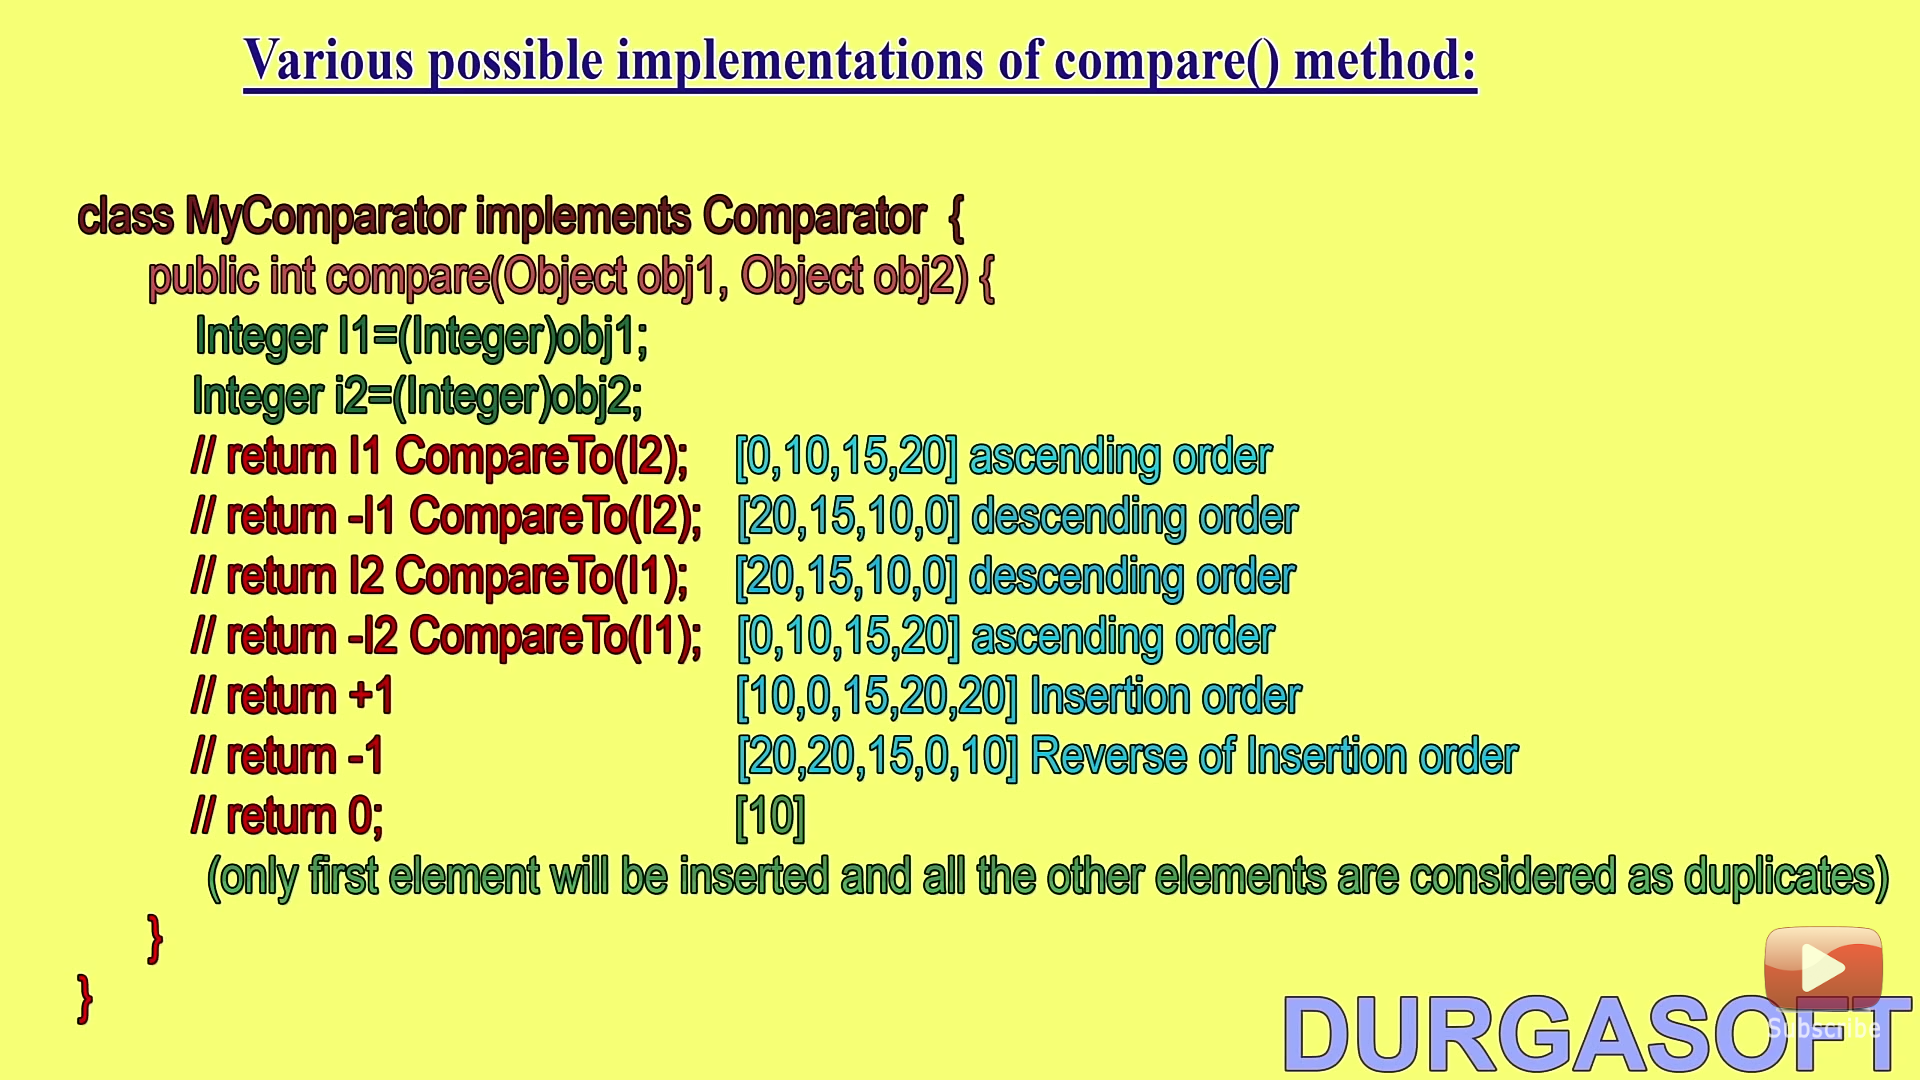 Various possible implementations of compare() method:
class MyComparator implements Comparator {
public int compare(Object obj1, Object obj2) {
Integer I1=(Integer)obj1;
Integer i2=(Integer)obj2;
// return I1 CompareTo(I2); [0,10,15,20] ascending order
// return -I1 CompareTo(I2); [20,15,10,0] descending order
// return I2 CompareTo(I1); [20,15,10,0] descending order
// return -I2 CompareTo(I1); [0,10,15,20] ascending order
// return +1 [10,0,15,20,20] Insertion order
// return -1 [20,20,15,0,10] Reverse of Insertion order
// return 0; [10]
(only first element will be inserted and all the other elements are considered as duplicates)
}
}
DURGASOFT
Subscribe